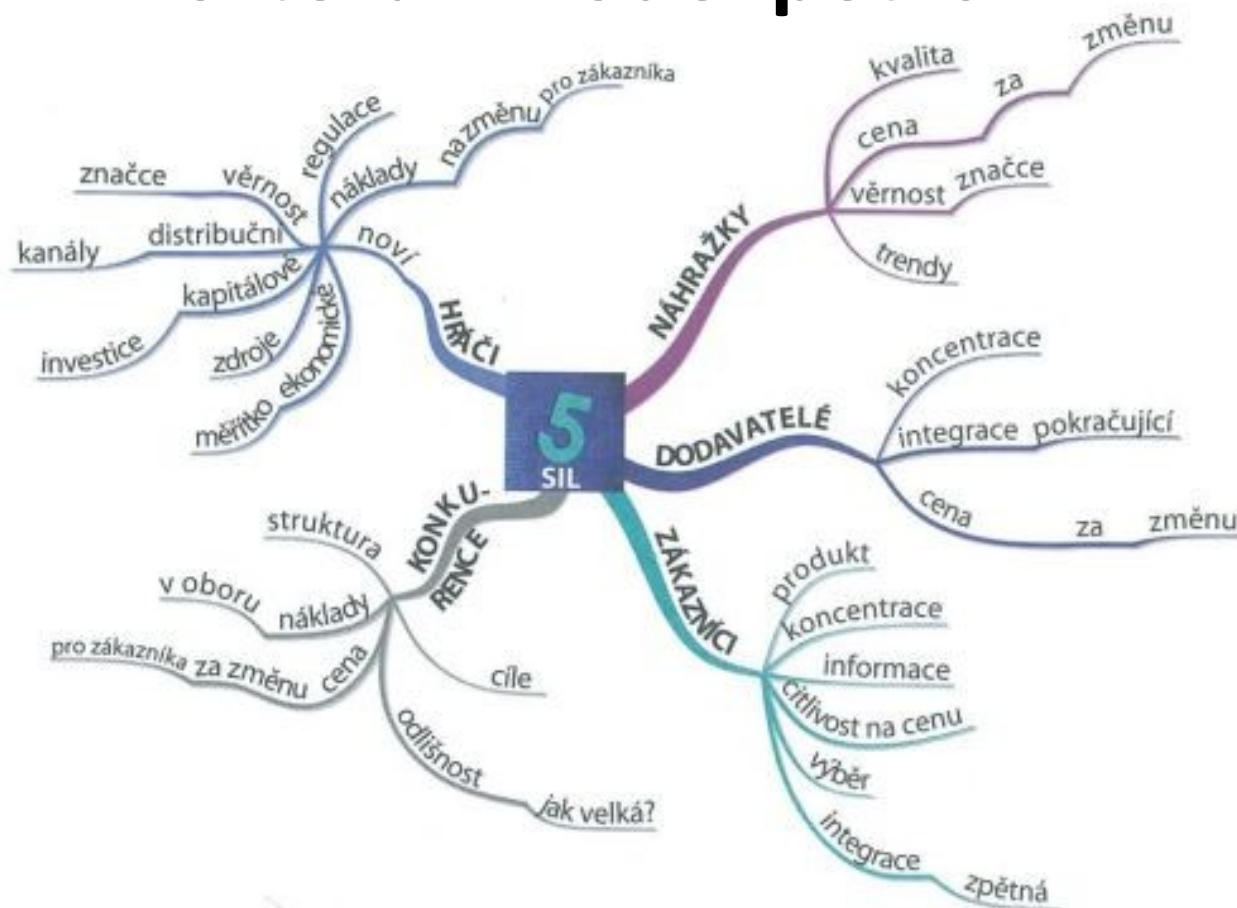 5
SIL
HRÁČI
noví
regulace
náklady
na změnu
pro zákazníka
věrnost
značce
distribuční
kanály
kapitálové
investice
zdroje
ekonomické
měřítko
NÁHRAŽKY
kvalita
cena
za
změnu
věrnost
značce
trendy
DODAVATELÉ
koncentrace
integrace
pokračující
cena
za
změnu
ZÁKAZNÍCI
produkt
koncentrace
informace
citlivost na cenu
výběr
integrace
zpětná
KONKU-
RENCE
struktura
náklady
v oboru
cena
za změnu
pro zákazníka
odlišnost
jak velká?
cíle